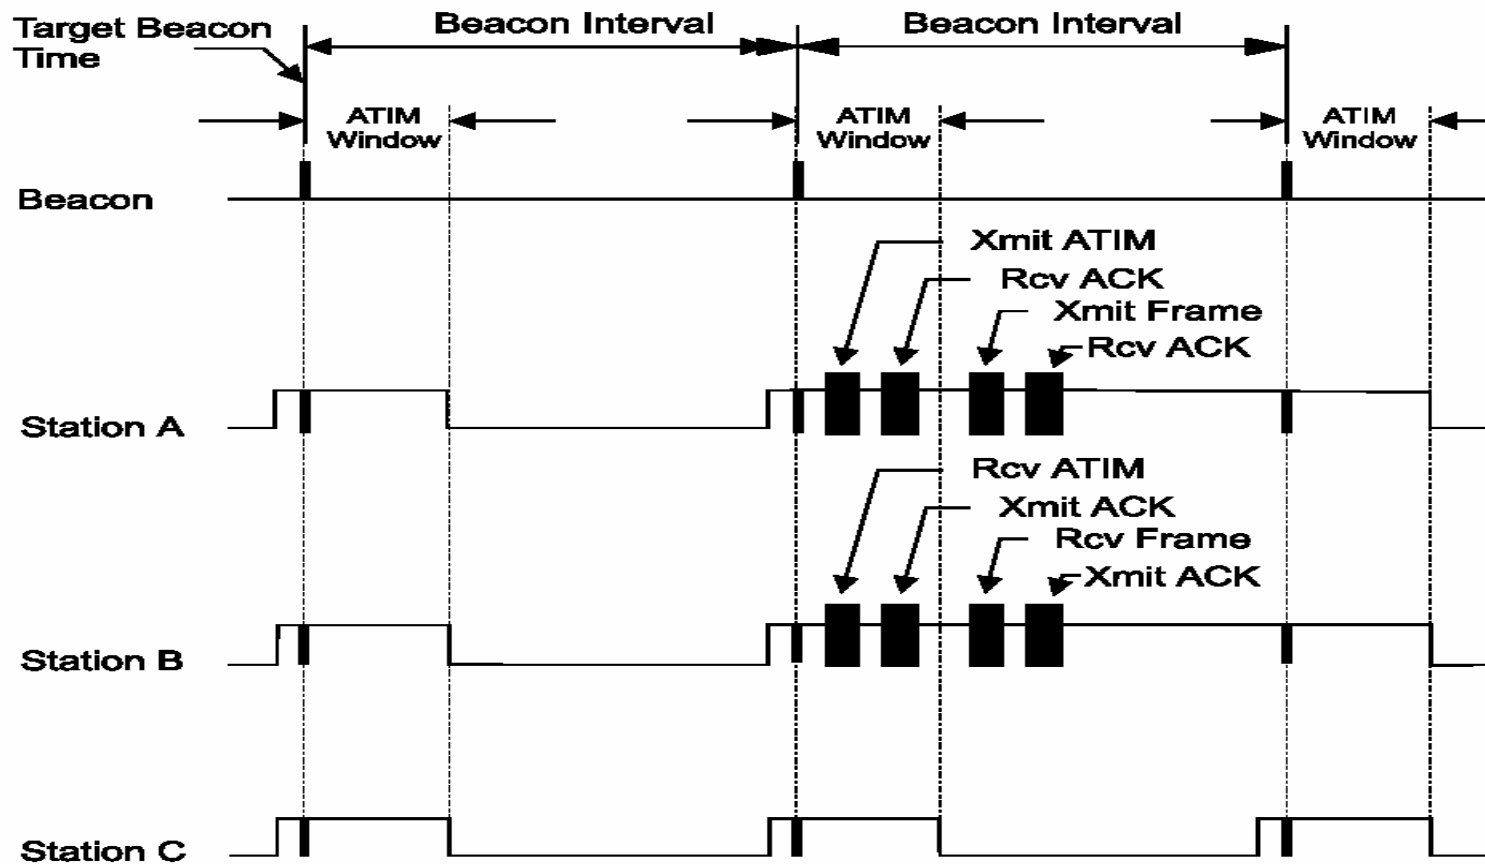 Target Beacon
Time
Beacon Interval
Beacon Interval
ATIM
Window
ATIM
Window
ATIM
Window
Beacon
Xmit ATIM
Rcv ACK
Xmit Frame
Rcv ACK
Station A
Rcv ATIM
Xmit ACK
Rcv Frame
Xmit ACK
Station B
Station C